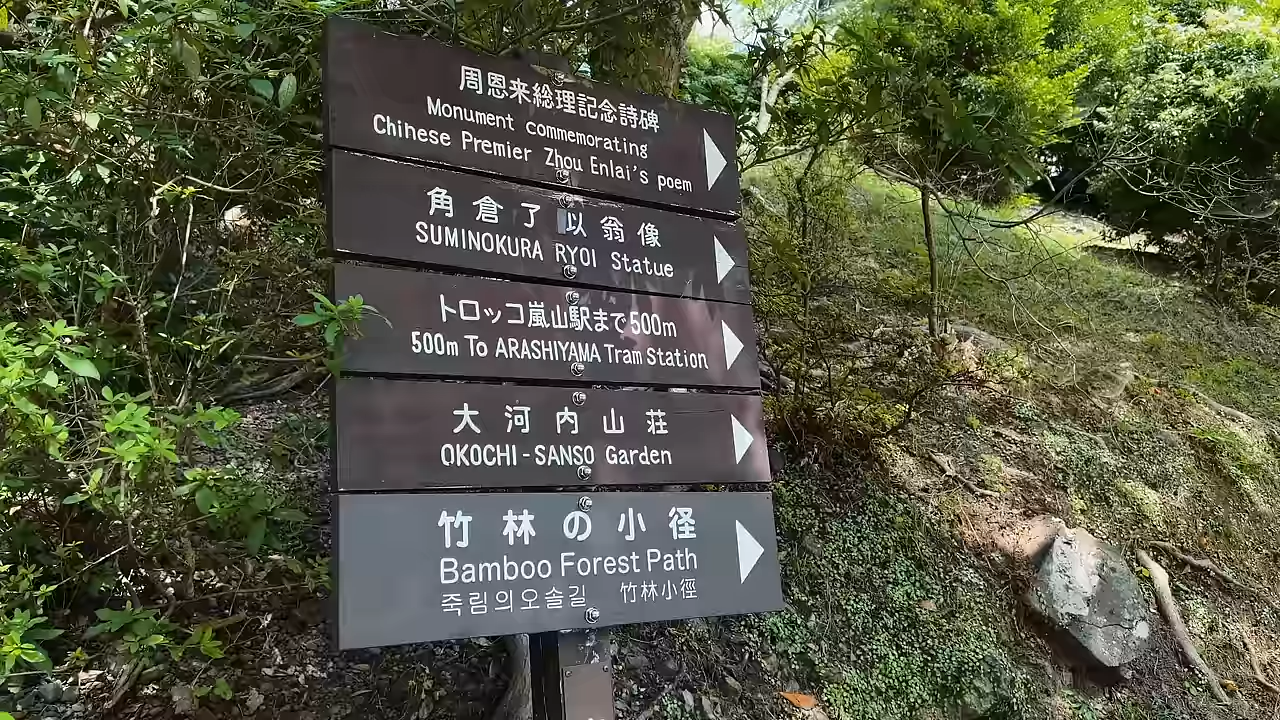 周恩来総理記念詩碑
Monument commemorating
Chinese Premier Zhou Enlai's poem
角倉了以翁像
SUMINOKURA RYOI Statue
トロッコ嵐山駅まで500m
500m To ARASHIYAMA Tram Station
大河内山荘
OKOCHI-SANSO Garden
竹林の小径
Bamboo Forest Path
죽림의오솔길 竹林小徑